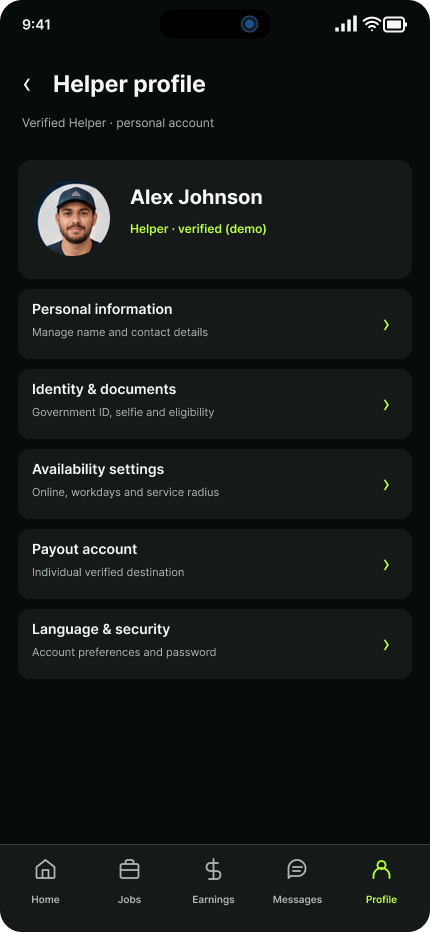 9:41
Helper profile
Verified Helper · personal account
Alex Johnson
Helper · verified (demo)
Personal information
Manage name and contact details
Identity & documents
Government ID, selfie and eligibility
Availability settings
Online, workdays and service radius
Payout account
Individual verified destination
Language & security
Account preferences and password
Home
Jobs
Earnings
Messages
Profile